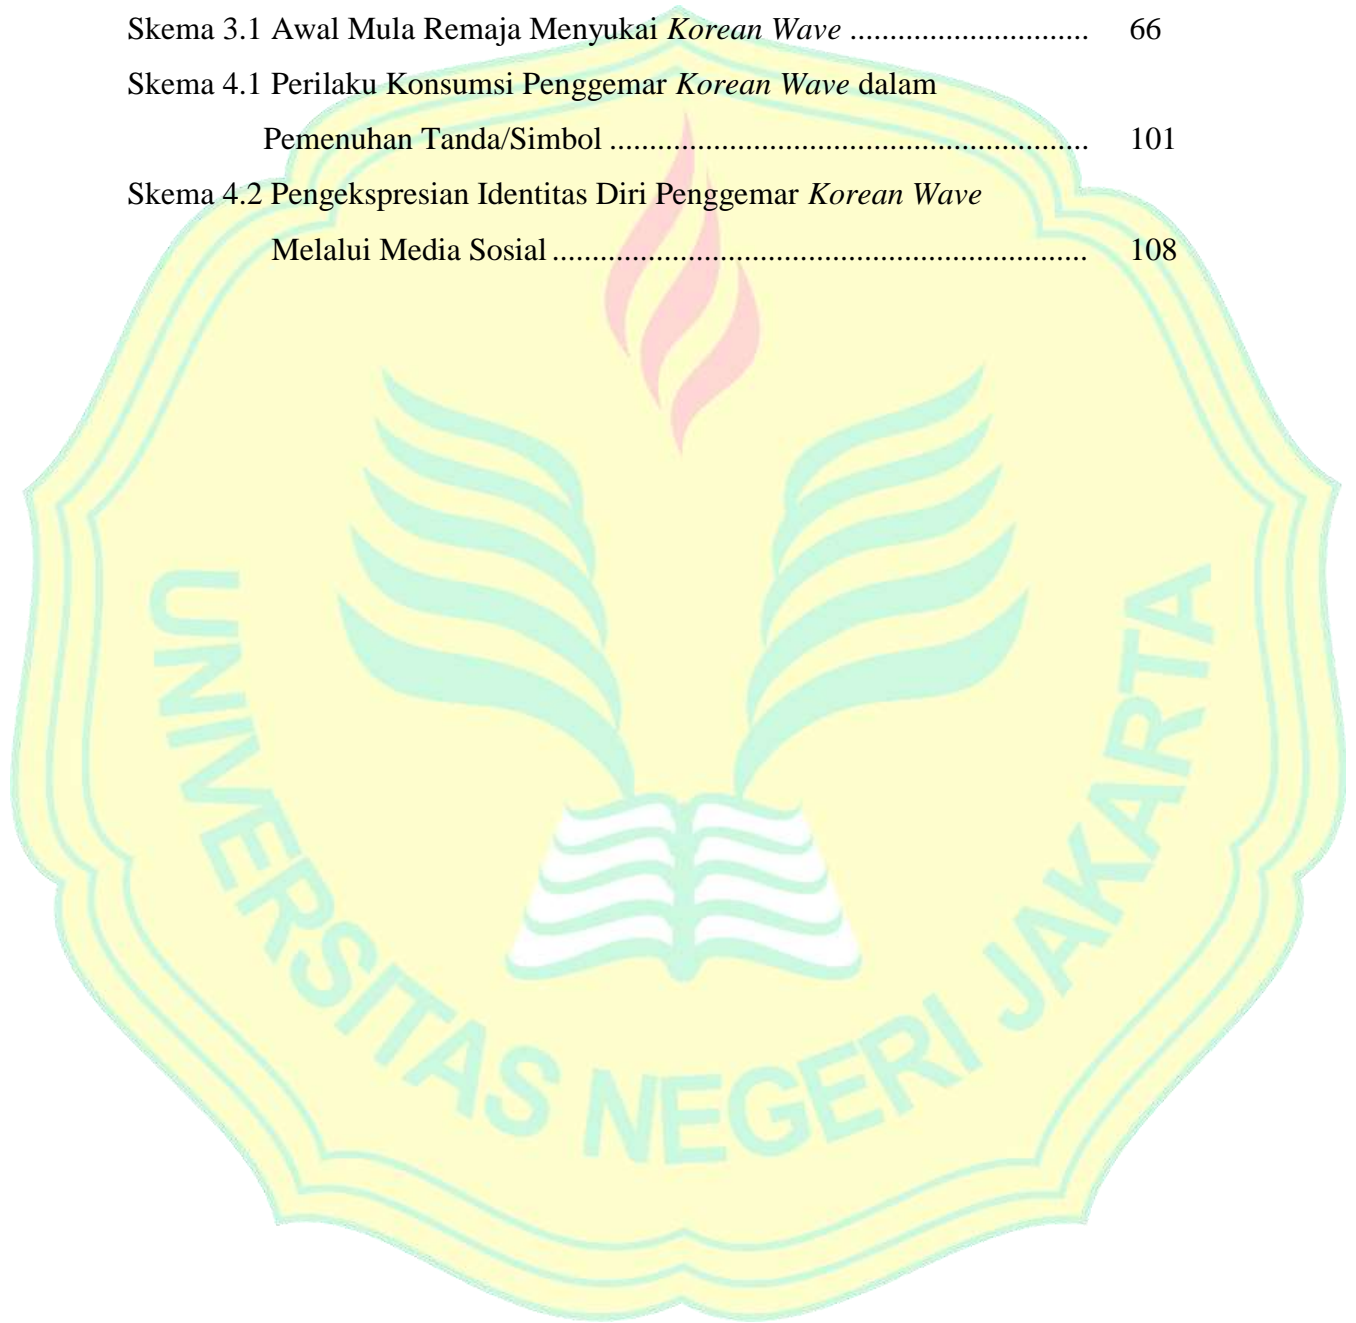 Skema 3.1 Awal Mula Remaja Menyukai Korean Wave .............................. 66
Skema 4.1 Perilaku Konsumsi Penggemar Korean Wave dalam
Pemenuhan Tanda/Simbol ............................................................ 101
Skema 4.2 Pengekspresian Identitas Diri Penggemar Korean Wave
Melalui Media Sosial ................................................................... 108
UNIVERSITAS NEGERI JAKARTA